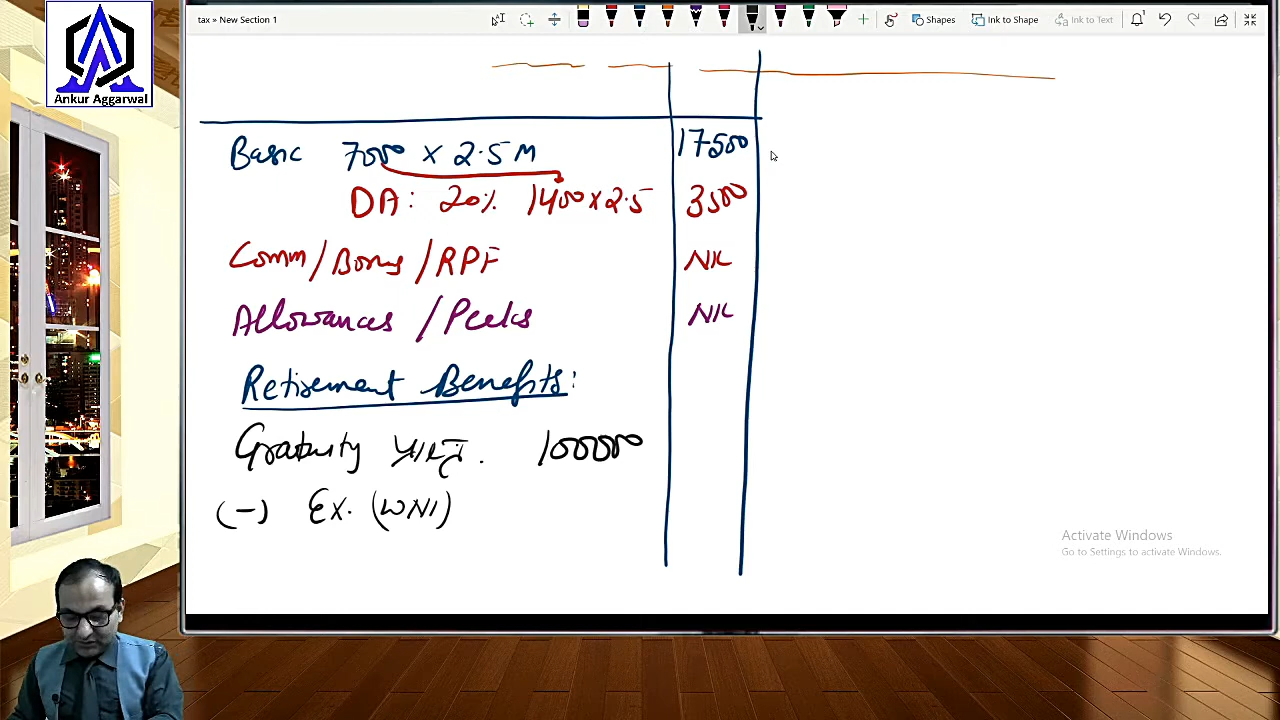 tax » New Section 1
Shapes
Ink to Shape
Ink to Text
Ankur Aggarwal
Basic 7000 × 2.5 M 17500
DA: 20% 1400×2.5 3500
Comm/Bonus/RPF NIL
Allowances/Perks NIL
Retirement Benefits:
Gratuity 100000
(-) Ex. (WN1)
Activate Windows
Go to Settings to activate Windows.